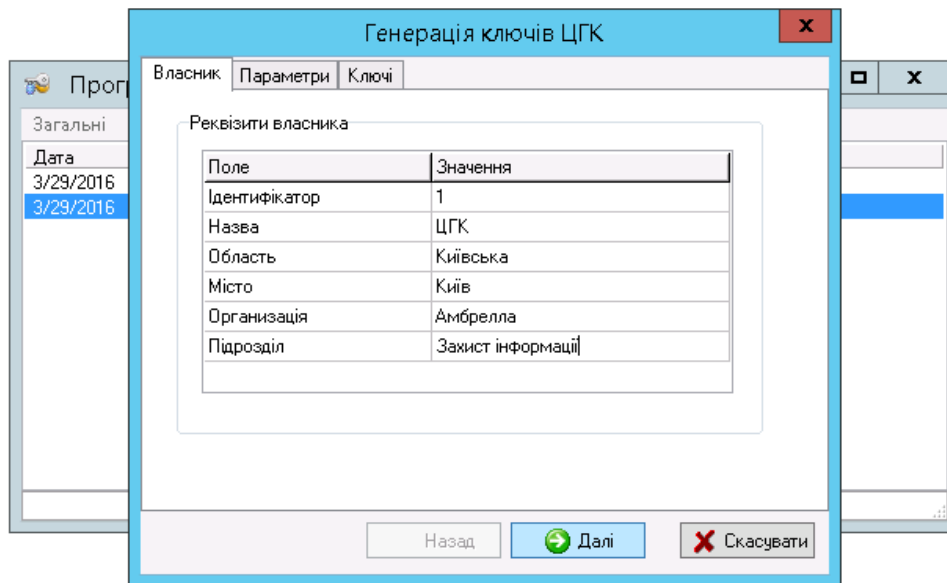 Генерація ключів ЦГК
Прог
Власник Параметри Ключі
Загальні
Реквізити власника
Дата
Поле Значення
3/29/2016
Ідентифікатор 1
3/29/2016
Назва ЦГК
Область Київська
Місто Київ
Организація Амбрелла
Підрозділ Захист інформації
Назад Далі Скасувати